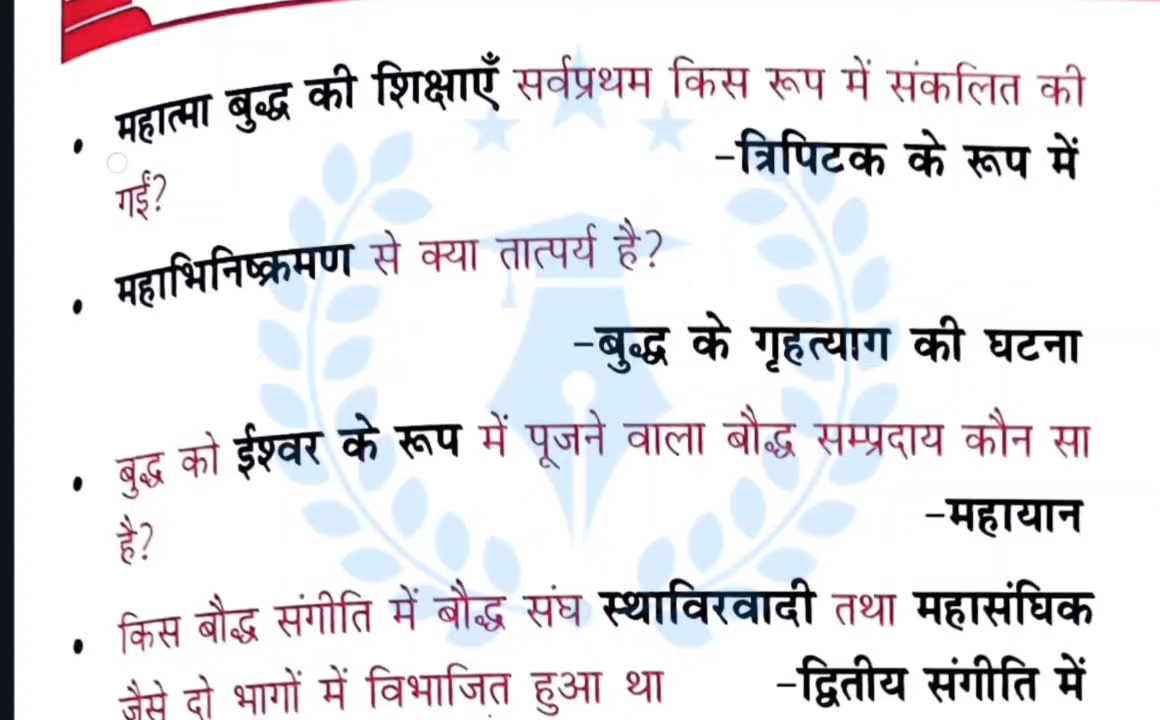 महात्मा बुद्ध की शिक्षाएँ सर्वप्रथम किस रूप में संकलित की
गईं? -त्रिपिटक के रूप में
महाभिनिष्क्रमण से क्या तात्पर्य है?
-बुद्ध के गृहत्याग की घटना
बुद्ध को ईश्वर के रूप में पूजने वाला बौद्ध सम्प्रदाय कौन सा
है? -महायान
किस बौद्ध संगीति में बौद्ध संघ स्थाविरवादी तथा महासंघिक
जैसे दो भागों में विभाजित हुआ था -द्वितीय संगीति में